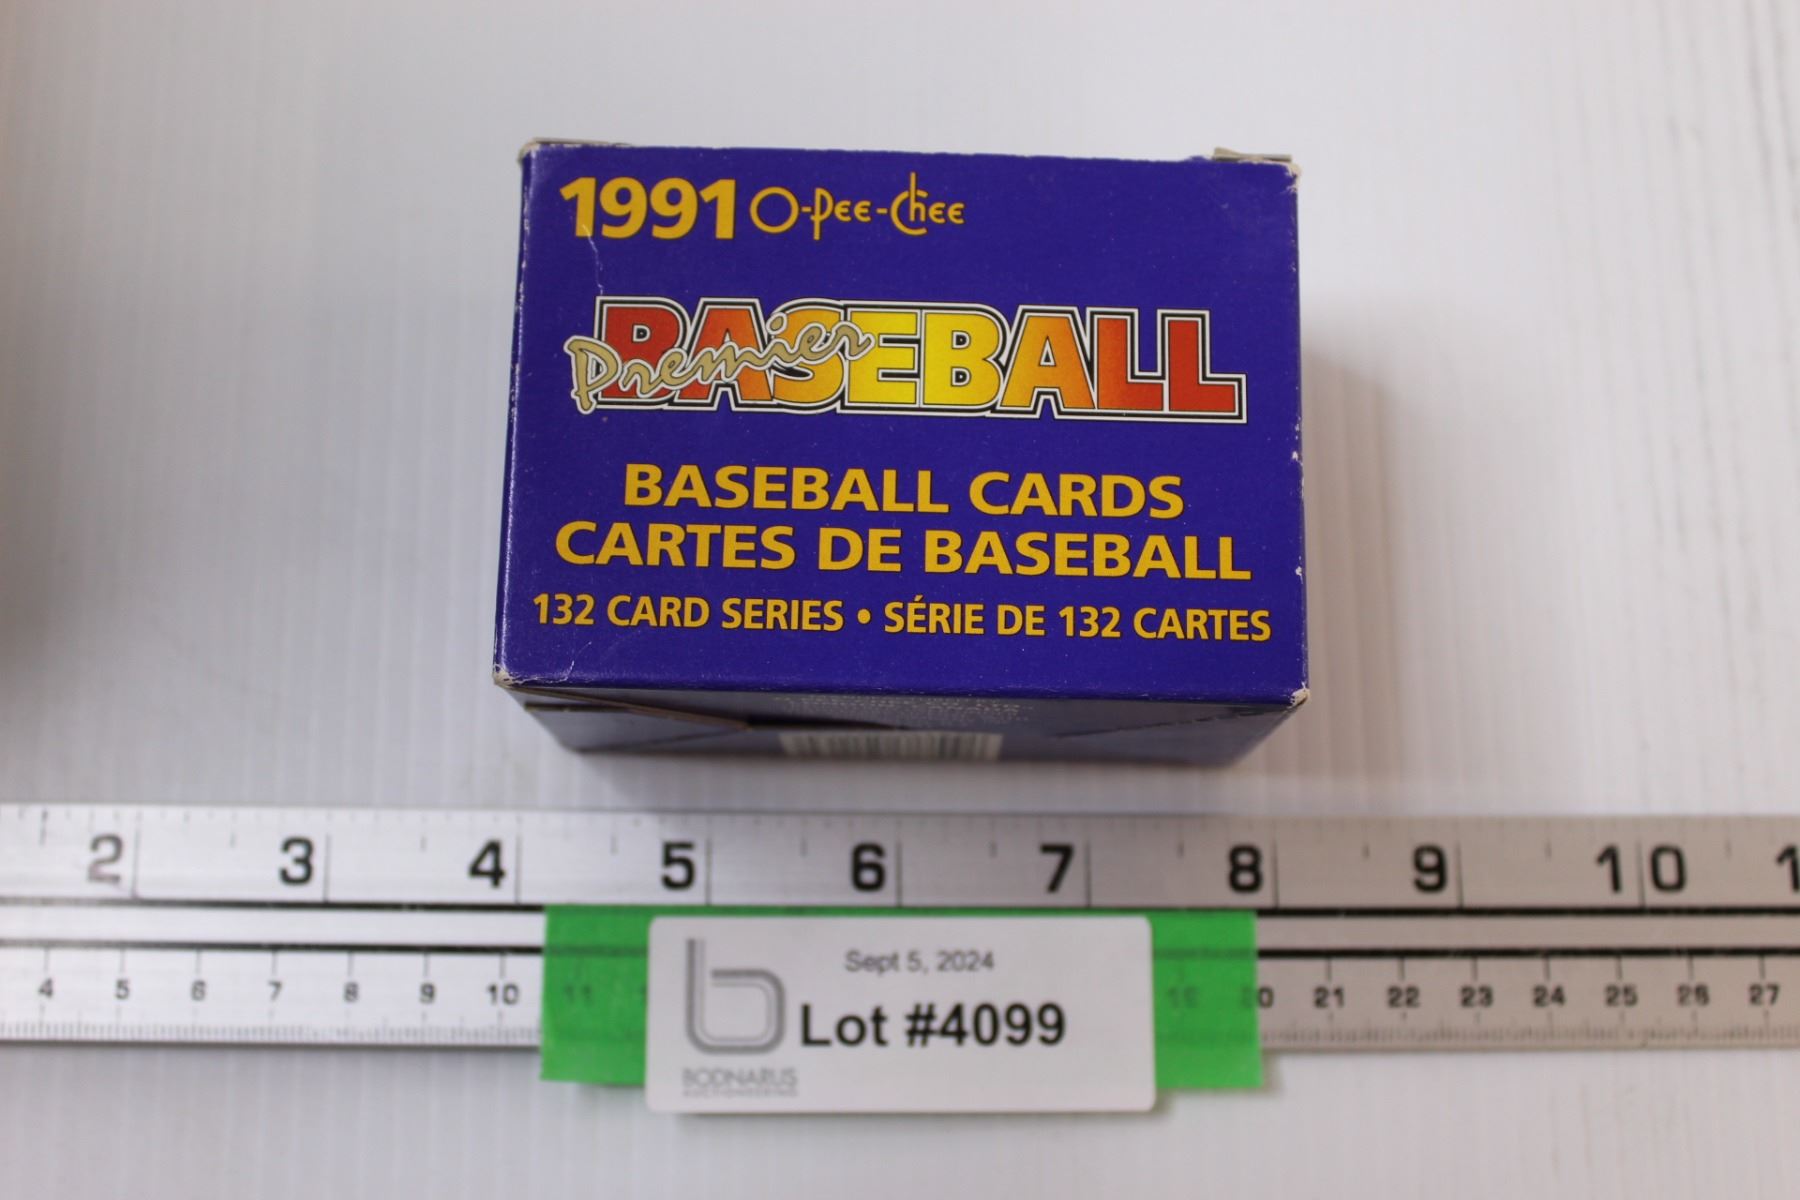 1991 O-Pee-Chee
Premier BASEBALL
BASEBALL CARDS
CARTES DE BASEBALL
132 CARD SERIES • SÉRIE DE 132 CARTES
2 3 4 5 6 7 8 9 10
4 5 6 7 8 9 10 11 19 20 21 22 23 24 25 26 27
Sept 5, 2024
b Lot #4099
BODNARUS
AUCTIONEERING